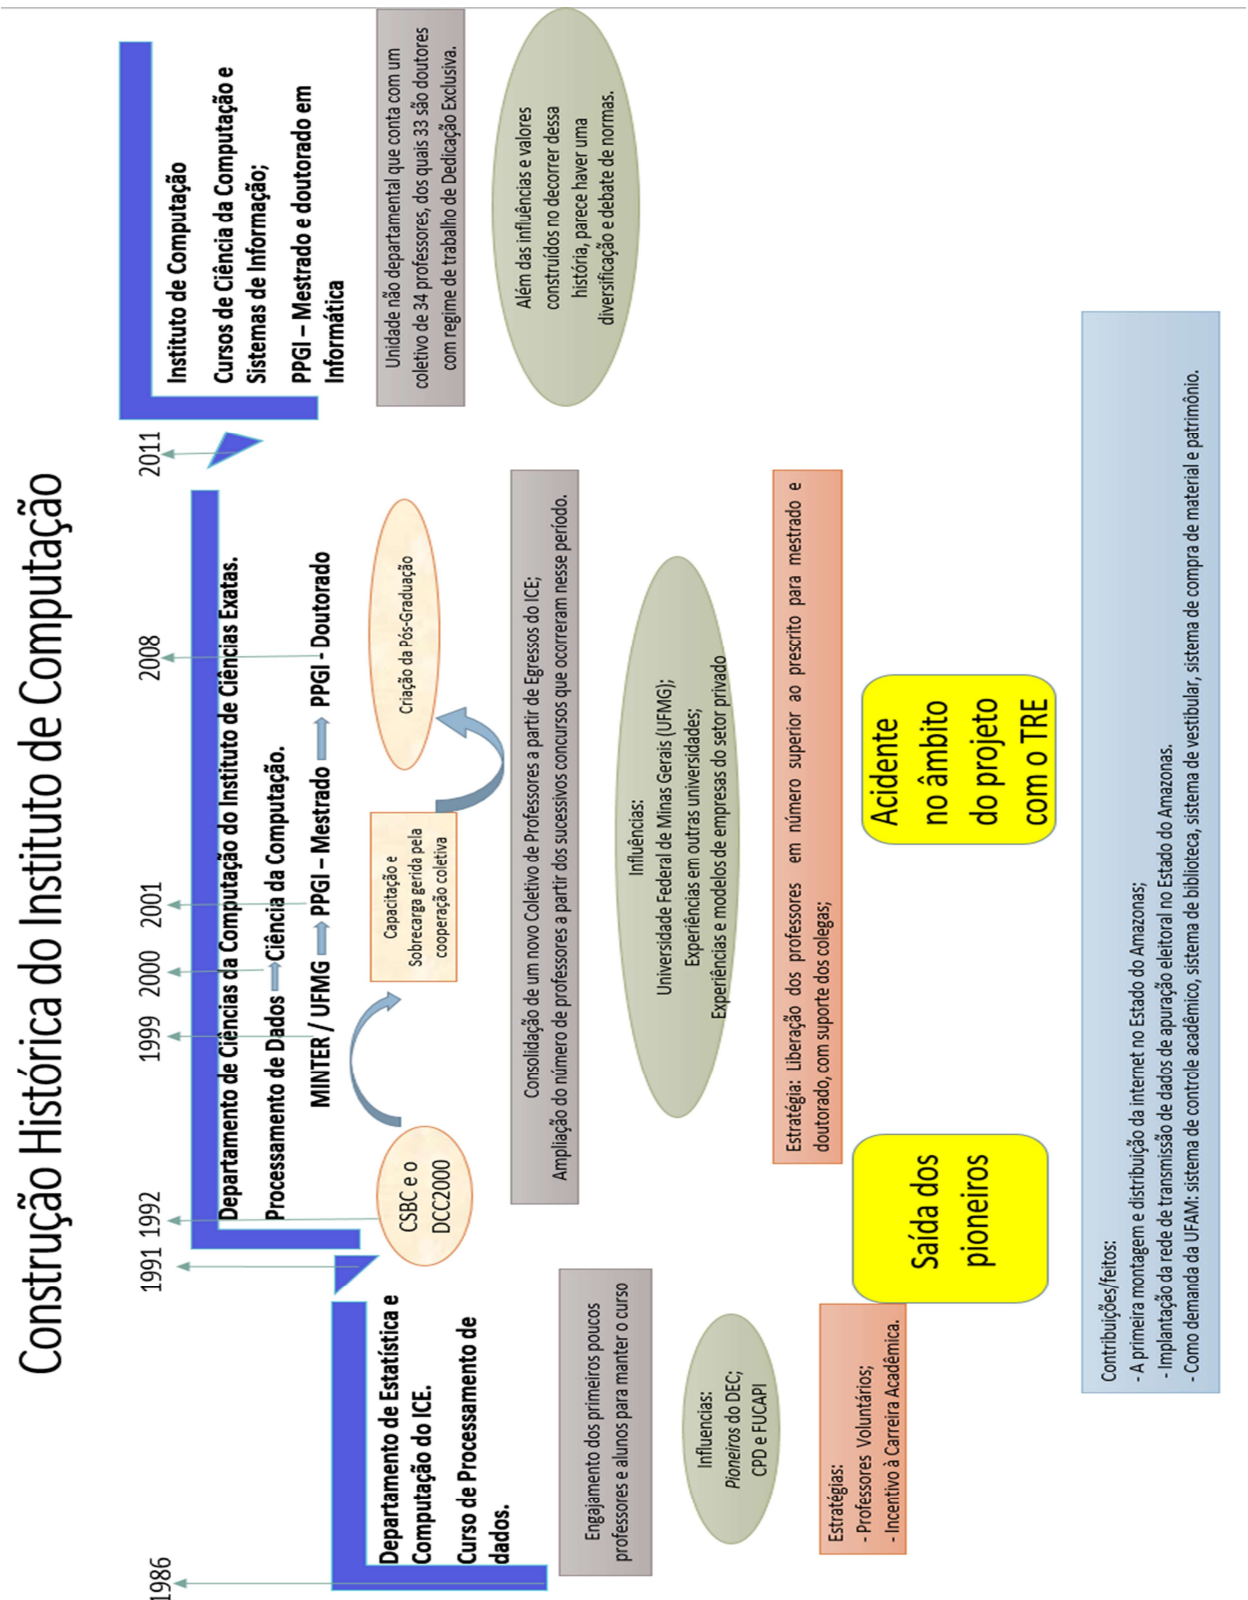 Construção Histórica do Instituto de Computação
1986
1991
1992
1999
2000
2001
2008
2011
Departamento de Estatística e
Computação do ICE.
Curso de Processamento de
dados.
Engajamento dos primeiros poucos
professores e alunos para manter o curso
Influencias:
Pioneiros do DEC;
CPD e FUCAPI
Estratégias:
- Professores Voluntários;
- Incentivo à Carreira Acadêmica.
Departamento de Ciências da Computação do Instituto de Ciências Exatas.
Processamento de Dados Ciência da Computação.
MINTER / UFMG PPGI – Mestrado PPGI - Doutorado
CSBC e o
DCC2000
Capacitação e
Sobrecarga gerida pela
cooperação coletiva
Criação da Pós-Graduação
Consolidação de um novo Coletivo de Professores a partir de Egressos do ICE;
Ampliação do número de professores a partir dos sucessivos concursos que ocorreram nesse período.
Influências:
Universidade Federal de Minas Gerais (UFMG);
Experiências em outras universidades;
Experiências e modelos de empresas do setor privado
Estratégia: Liberação dos professores em número superior ao prescrito para mestrado e
doutorado, com suporte dos colegas;
Saída dos
pioneiros
Acidente
no âmbito
do projeto
com o TRE
Instituto de Computação
Cursos de Ciência da Computação e
Sistemas de Informação;
PPGI – Mestrado e doutorado em
Informática
Unidade não departamental que conta com um
coletivo de 34 professores, dos quais 33 são doutores
com regime de trabalho de Dedicação Exclusiva.
Além das influências e valores
construídos no decorrer dessa
história, parece haver uma
diversificação e debate de normas.
Contribuições/feitos:
- A primeira montagem e distribuição da internet no Estado do Amazonas;
- Implantação da rede de transmissão de dados de apuração eleitoral no Estado do Amazonas.
- Como demanda da UFAM: sistema de controle acadêmico, sistema de biblioteca, sistema de vestibular, sistema de compra de material e patrimônio.